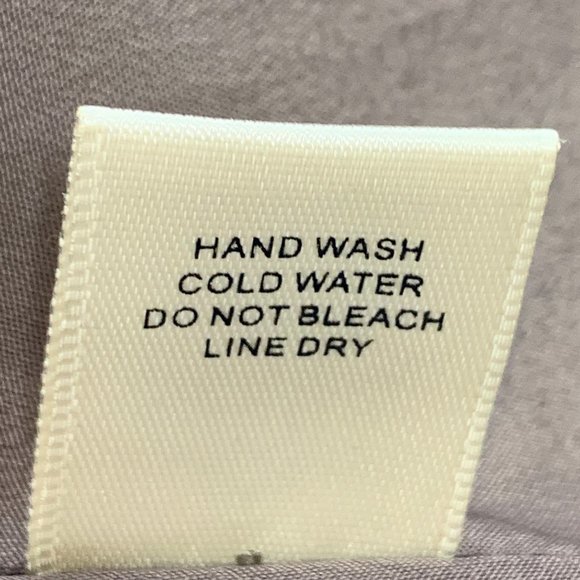 HAND WASH
COLD WATER
DO NOT BLEACH
LINE DRY